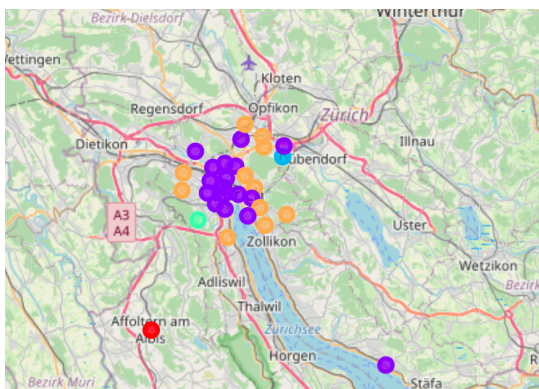 Bezirk-Dielsdorf
Winterthur
Wettingen
Kloten
Regensdorf
Opfikon
Zürich
Dietikon
Illnau
Dübendorf
A3
A4
Uster
Zollikon
Wetzikon
Adliswil
Bezirk
Thalwil
Affoltern am
Albis
Zürichsee
Horgen
Bezirk Muri
Stäfa
R